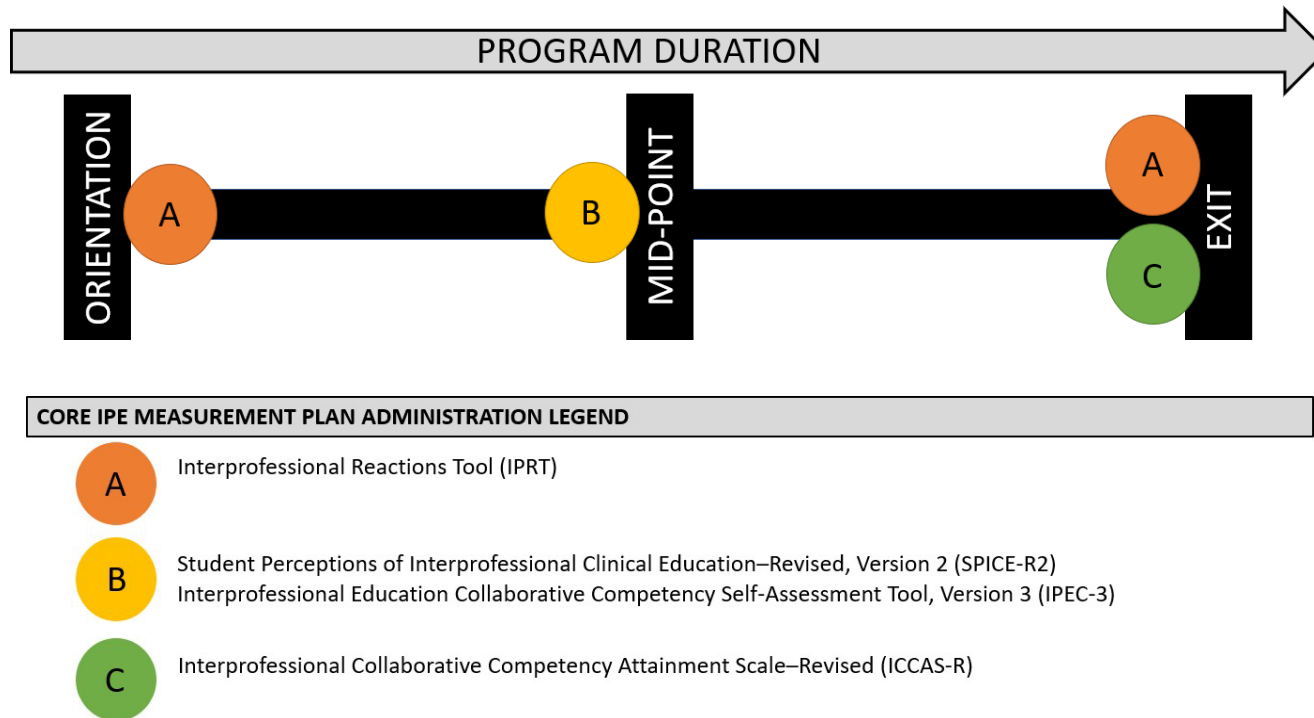 PROGRAM DURATION
ORIENTATION
A
B
MID-POINT
A
C
EXIT
CORE IPE MEASUREMENT PLAN ADMINISTRATION LEGEND
A
Interprofessional Reactions Tool (IPRT)
B
Student Perceptions of Interprofessional Clinical Education–Revised, Version 2 (SPICE-R2)
Interprofessional Education Collaborative Competency Self-Assessment Tool, Version 3 (IPEC-3)
C
Interprofessional Collaborative Competency Attainment Scale–Revised (ICCAS-R)